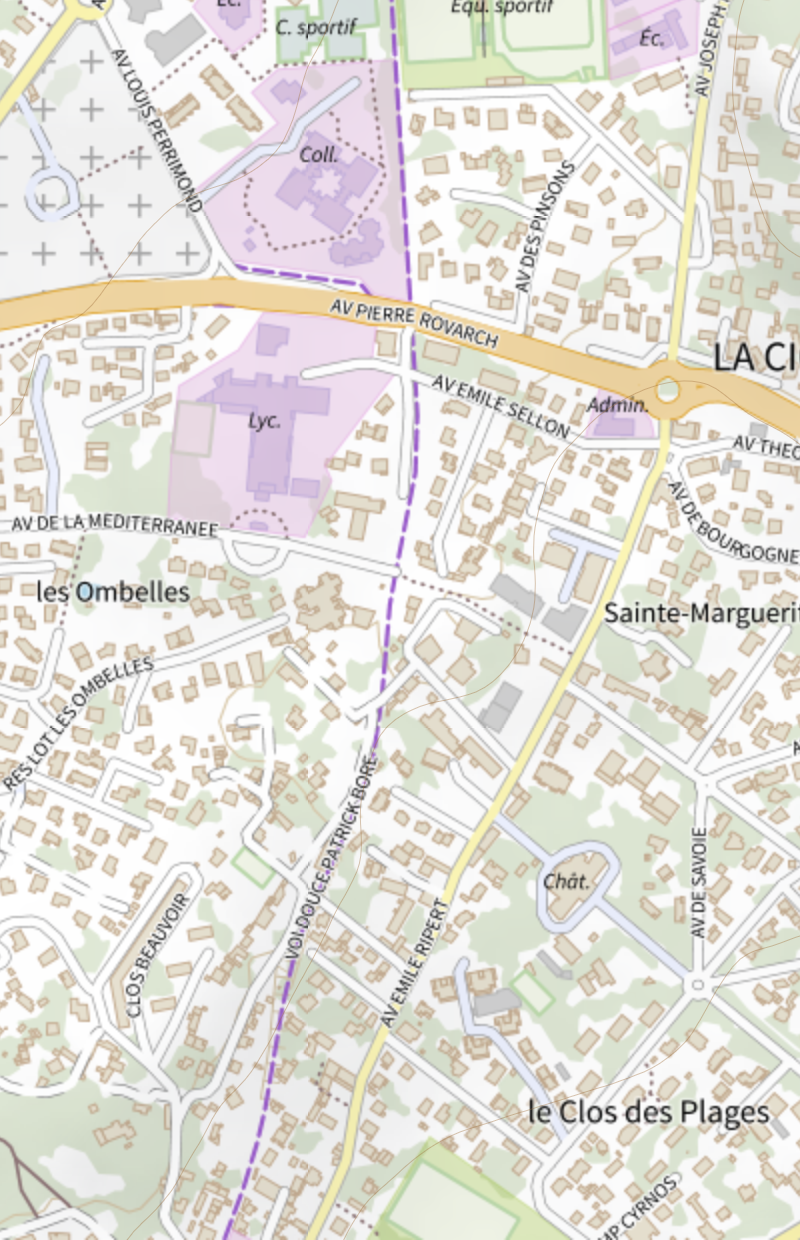 Éc.
Equ. sportif
C. sportif
Éc.
AV JOSEPH
AV LOUIS PERRIMOND
Coll.
AV DES PINSONS
AV PIERRE ROVARCH
LA CI
AV EMILE SELLON
Admin.
Lyc.
AV THEO
AV DE LA MEDITERRANEE
AV DE BOURGOGNE
les Ombelles
Sainte-Marguerit
RES LOT LES OMBELLES
VOI DOUCE PATRICK BORE
AV DE SAVOIE
Chât.
CLOS BEAUVOIR
AV EMILE RIPERT
le Clos des Plages
MP CYRNOS